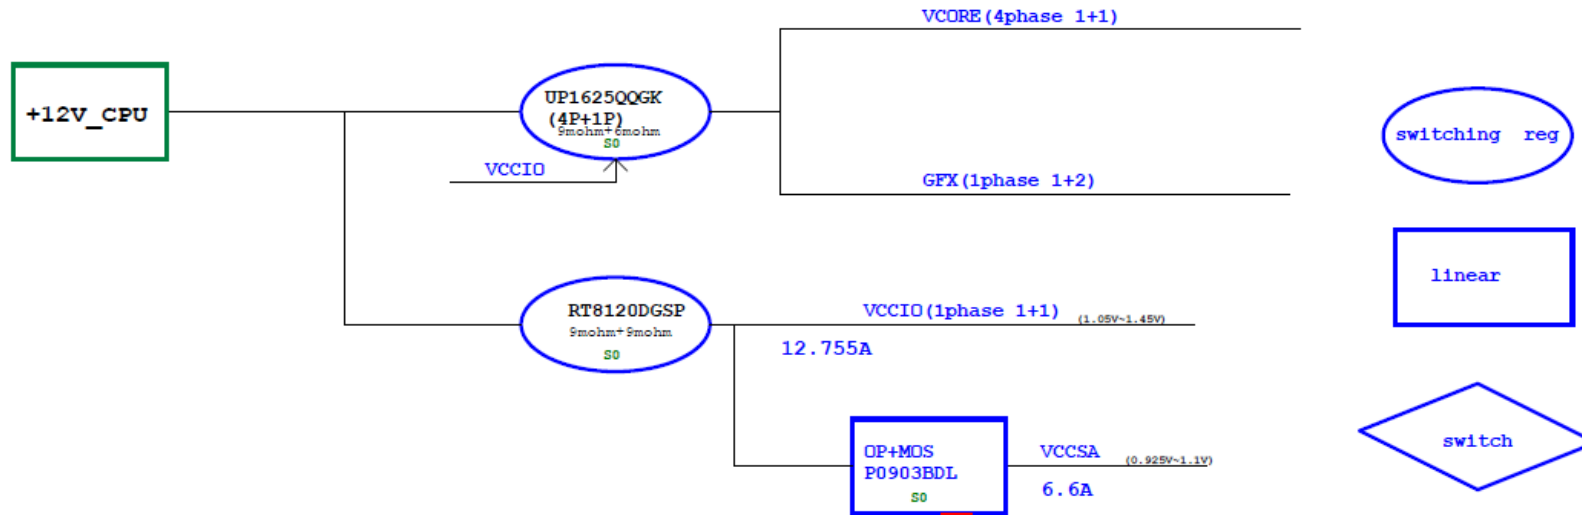 VCORE(4phase 1+1)
+12V_CPU
UP1625QQGK
(4P+1P)
9mohm+6mohm
S0
VCCIO
GFX(1phase 1+2)
switching reg
linear
RT8120DGSP
9mohm+9mohm
S0
VCCIO(1phase 1+1) (1.05V~1.45V)
12.755A
switch
OP+MOS
P0903BDL
S0
VCCSA (0.925V~1.1V)
6.6A